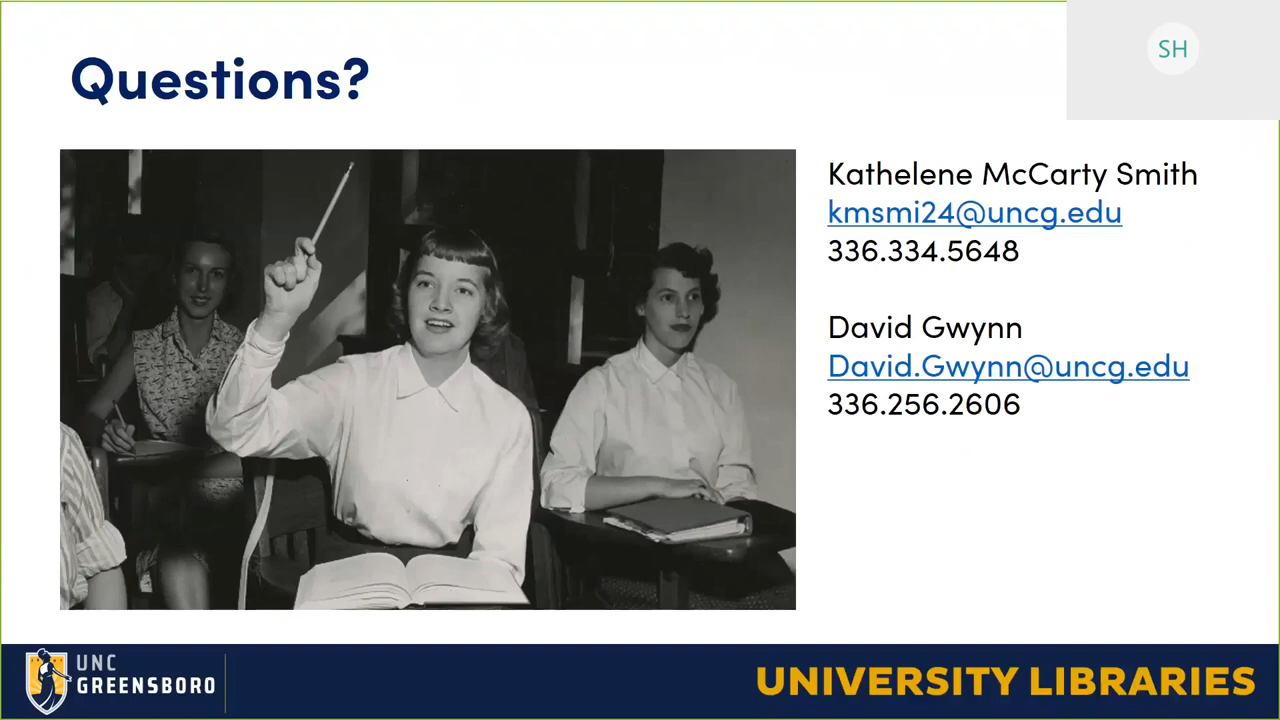 Questions?
SH
Kathelene McCarty Smith
kmsmi24@uncg.edu
336.334.5648
David Gwynn
David.Gwynn@uncg.edu
336.256.2606
UNC
GREENSBORO
UNIVERSITY LIBRARIES